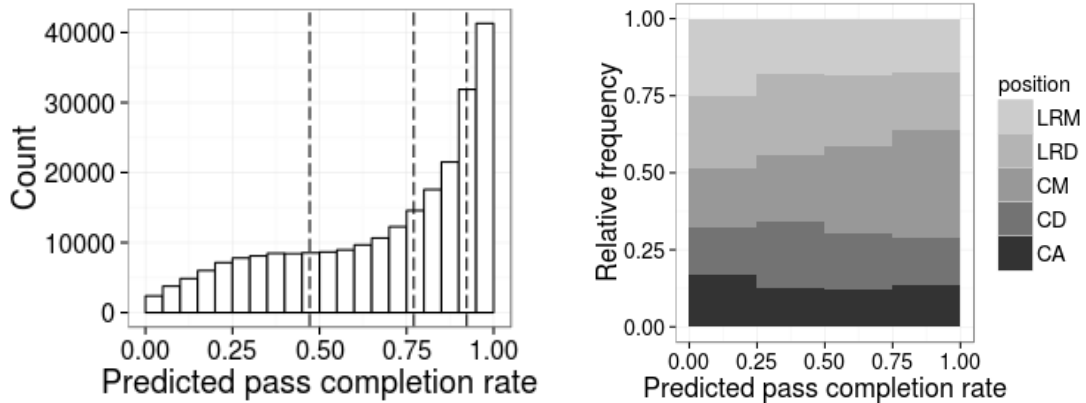 40000
30000
20000
10000
0
Count
0.00 0.25 0.50 0.75 1.00
Predicted pass completion rate
1.00
0.75
0.50
0.25
0.00
Relative frequency
0.00 0.25 0.50 0.75 1.00
Predicted pass completion rate
position
LRM
LRD
CM
CD
CA